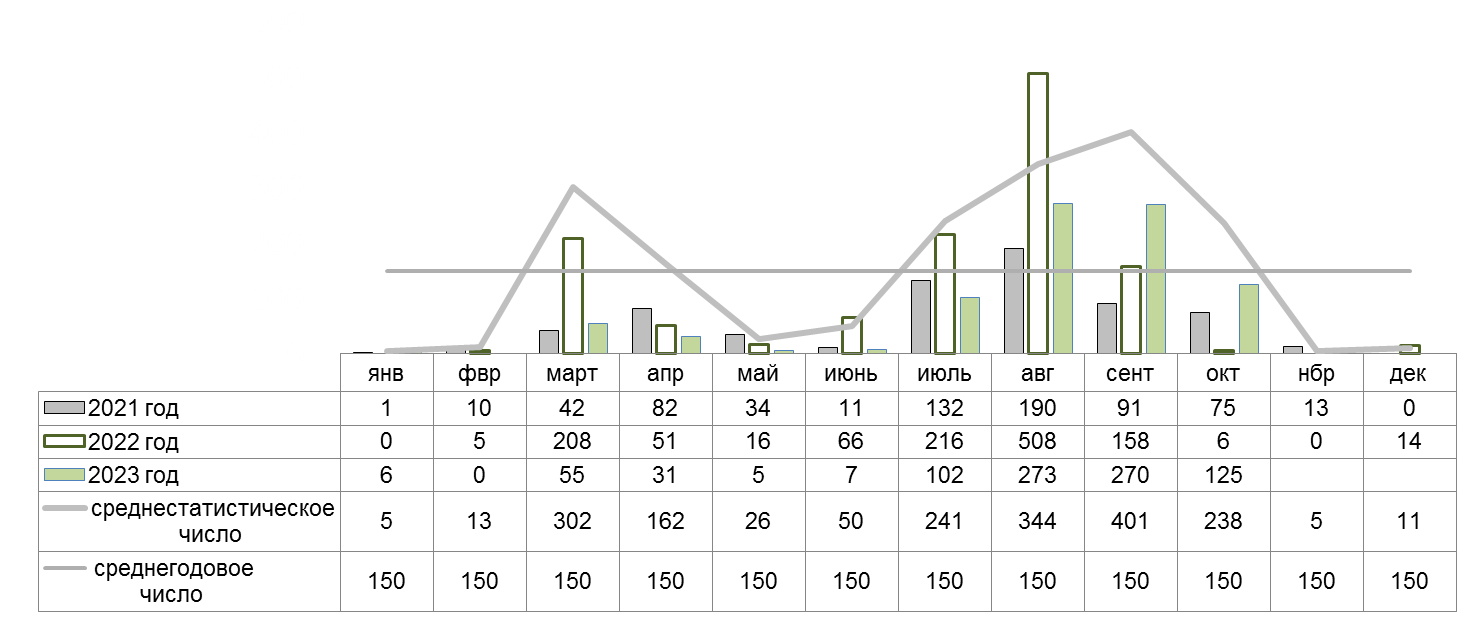 янв фвр март апр май июнь июль авг сент окт нбр дек
2021 год 1 10 42 82 34 11 132 190 91 75 13 0
2022 год 0 5 208 51 16 66 216 508 158 6 0 14
2023 год 6 0 55 31 5 7 102 273 270 125
среднестатистическое
число 5 13 302 162 26 50 241 344 401 238 5 11
среднегодовое
число 150 150 150 150 150 150 150 150 150 150 150 150